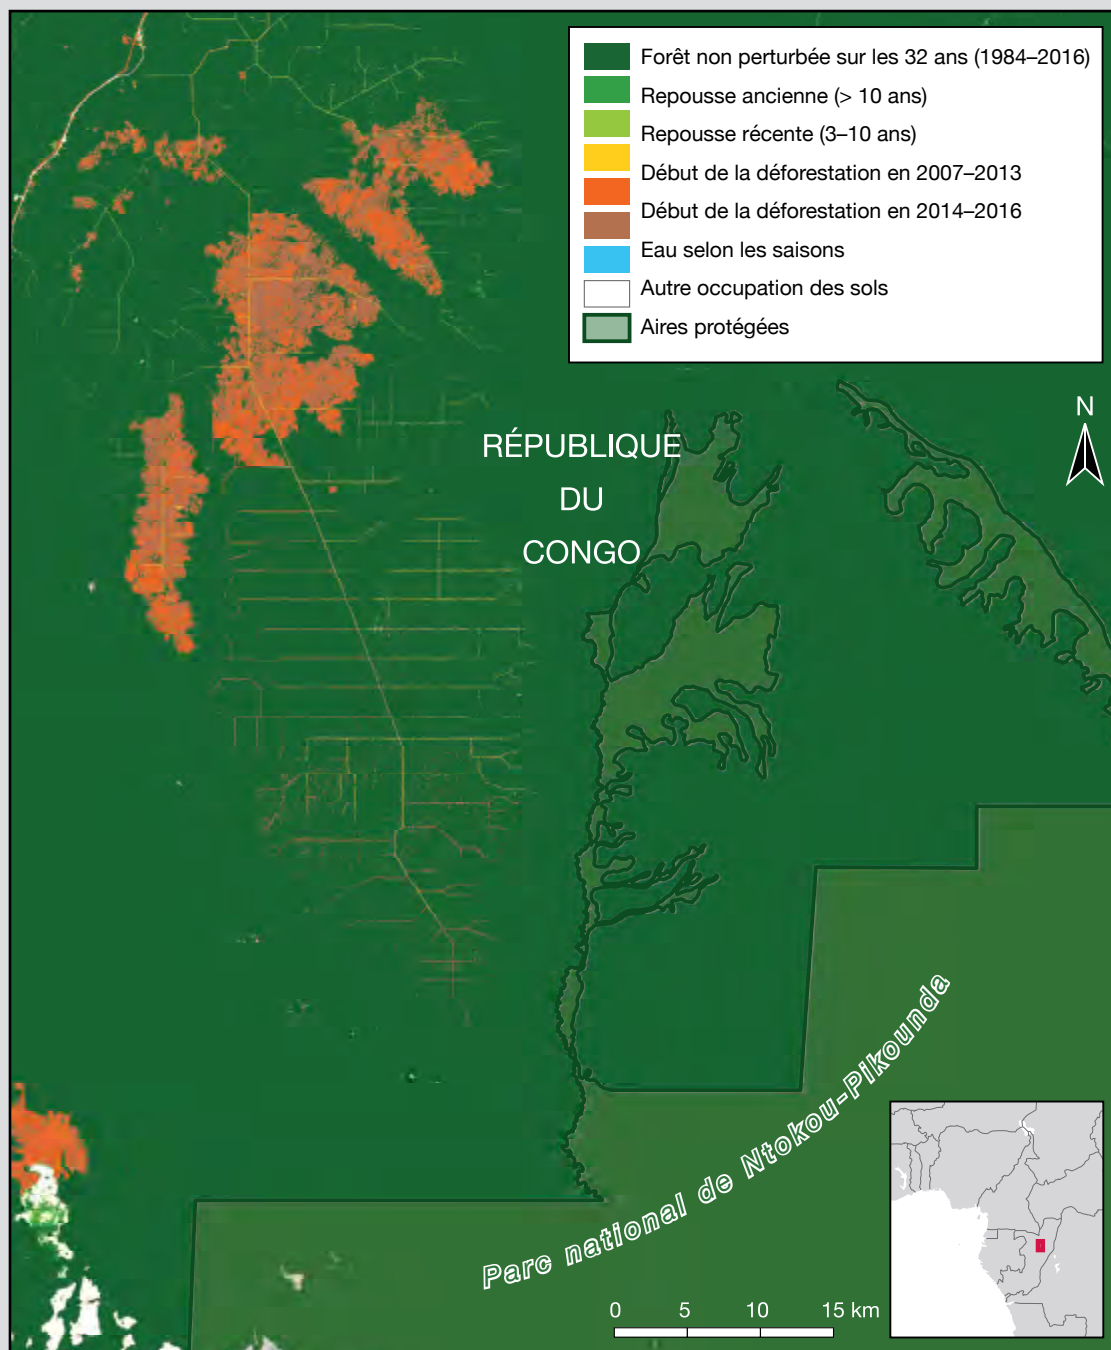 Forêt non perturbée sur les 32 ans (1984–2016)
Repousse ancienne (> 10 ans)
Repousse récente (3–10 ans)
Début de la déforestation en 2007–2013
Début de la déforestation en 2014–2016
Eau selon les saisons
Autre occupation des sols
Aires protégées
N
RÉPUBLIQUE
DU
CONGO
Parc national de Ntokou-Pikounda
0 5 10 15 km